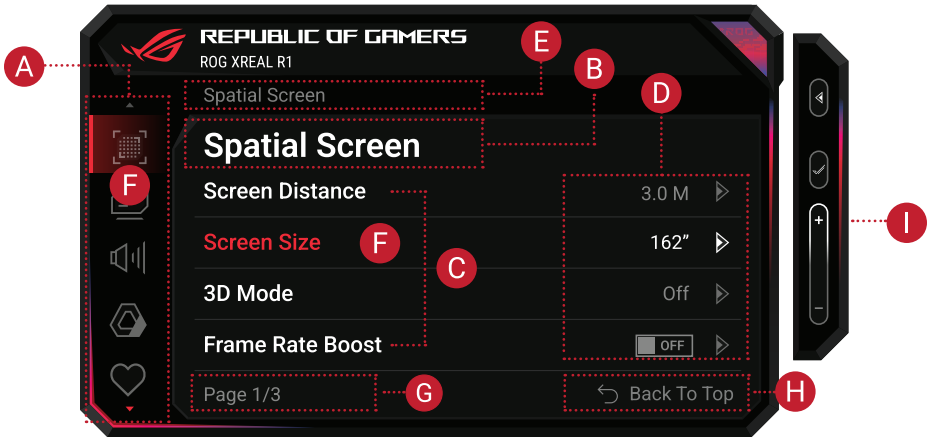 REPUBLIC OF GAMERS
ROG XREAL R1
E
A
B
Spatial Screen
D
Spatial Screen
F
Screen Distance
3.0 M
Screen Size
F
162”
I
C
3D Mode
Off
Frame Rate Boost
OFF
Page 1/3
G
Back To Top
H
+
−